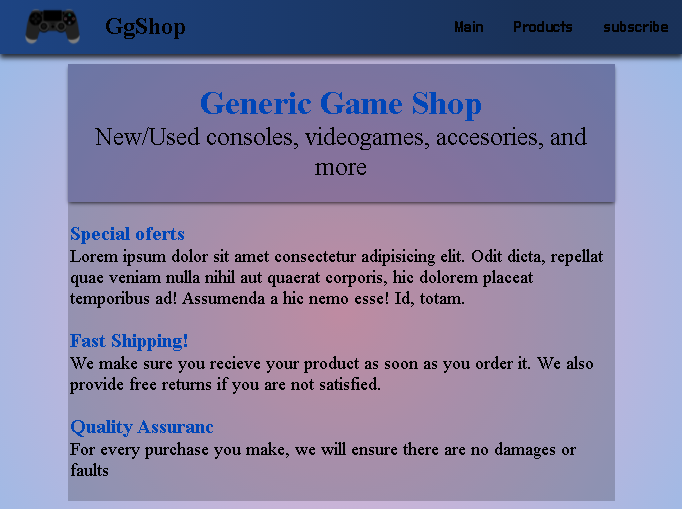 GgShop
Main Products subscribe
Generic Game Shop
New/Used consoles, videogames, accesories, and
more
Special oferts
Lorem ipsum dolor sit amet consectetur adipisicing elit. Odit dicta, repellat
quae veniam nulla nihil aut quaerat corporis, hic dolorem placeat
temporibus ad! Assumenda a hic nemo esse! Id, totam.
Fast Shipping!
We make sure you recieve your product as soon as you order it. We also
provide free returns if you are not satisfied.
Quality Assuranc
For every purchase you make, we will ensure there are no damages or
faults